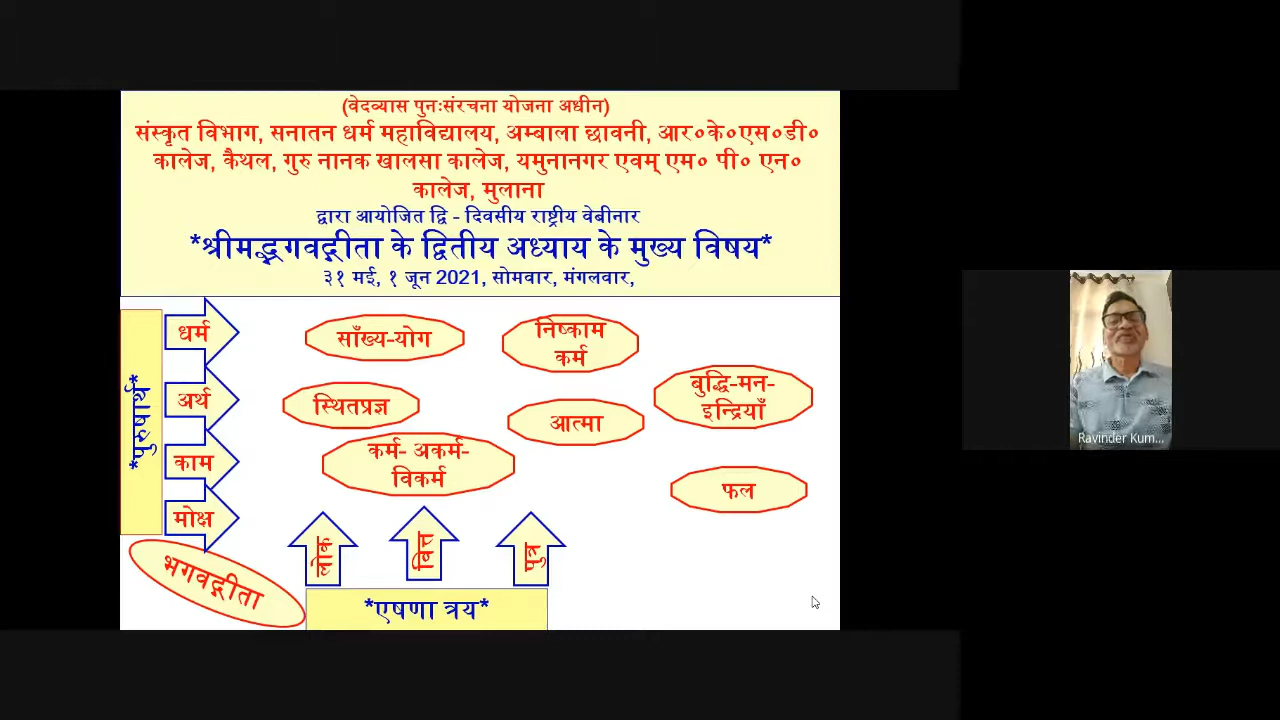 (वेदव्यास पुनःसंरचना योजना अधीन)
संस्कृत विभाग, सनातन धर्म महाविद्यालय, अम्बाला छाबनी, आर०के०एस०डी०
कालेज, कैथल, गुरु नानक खालसा कालेज, यमुनानगर एवम् एम० पी० एन०
कालेज, मुलाना
द्वारा आयोजित द्वि - दिवसीय राष्ट्रीय वेबीनार
*श्रीमद्भगवद्गीता के द्वितीय अध्याय के मुख्य विषय*
३१ मई, १ जून 2021, सोमवार, मंगलवार,
*पुरुषार्थ*
धर्म
अर्थ
काम
मोक्ष
साँख्य-योग
निष्काम
कर्म
बुद्धि-मन-
इन्द्रियाँ
स्थितप्रज्ञ
आत्मा
कर्म- अकर्म-
विकर्म
फल
लोक
वित्त
पुत्र
भगवद्गीता
*एषणा त्रय*
Ravinder Kum...